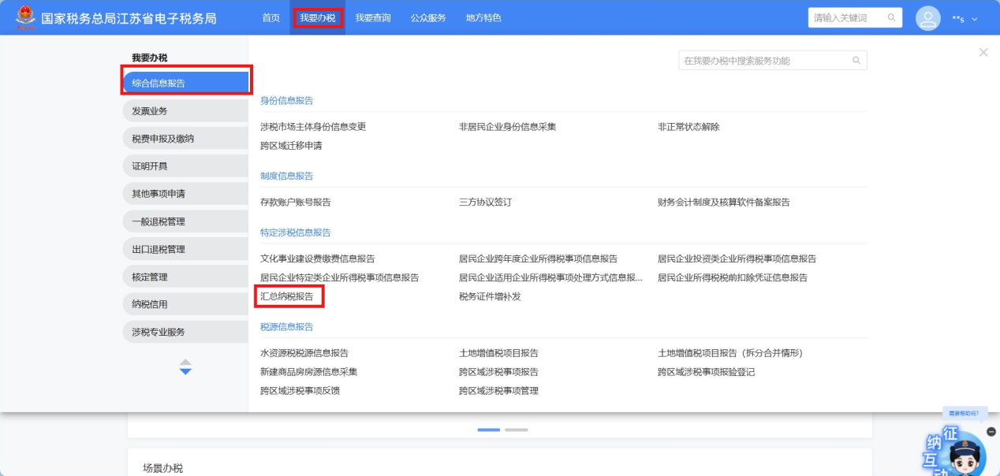 国家税务总局江苏省电子税务局 首页 我要办税 我要查询 公众服务 地方特色 请输入关键词 **s
我要办税
在我要办税中搜索服务功能
综合信息报告
发票业务
税费申报及缴纳
证明开具
其他事项申请
一般退税管理
出口退税管理
核定管理
纳税信用
涉税专业服务
身份信息报告
涉税市场主体身份信息变更 非居民企业身份信息采集 非正常状态解除
跨区域迁移申请
制度信息报告
存款账户账号报告 三方协议签订 财务会计制度及核算软件备案报告
特定涉税信息报告
文化事业建设费缴费信息报告 居民企业跨年度企业所得税事项信息报告 居民企业投资类企业所得税事项信息报告
居民企业特定类企业所得税事项信息报告 居民企业适用企业所得税事项处理方式信息报... 居民企业所得税税前扣除凭证信息报告
汇总纳税报告 税务证件增补发
税源信息报告
水资源税税源信息报告 土地增值税项目报告 土地增值税项目报告（拆分合并情形）
新建商品房房源信息采集 跨区域涉税事项报告 跨区域涉税事项报验登记
跨区域涉税事项反馈 跨区域涉税事项管理
需要帮助吗?
征纳互动
场景办税